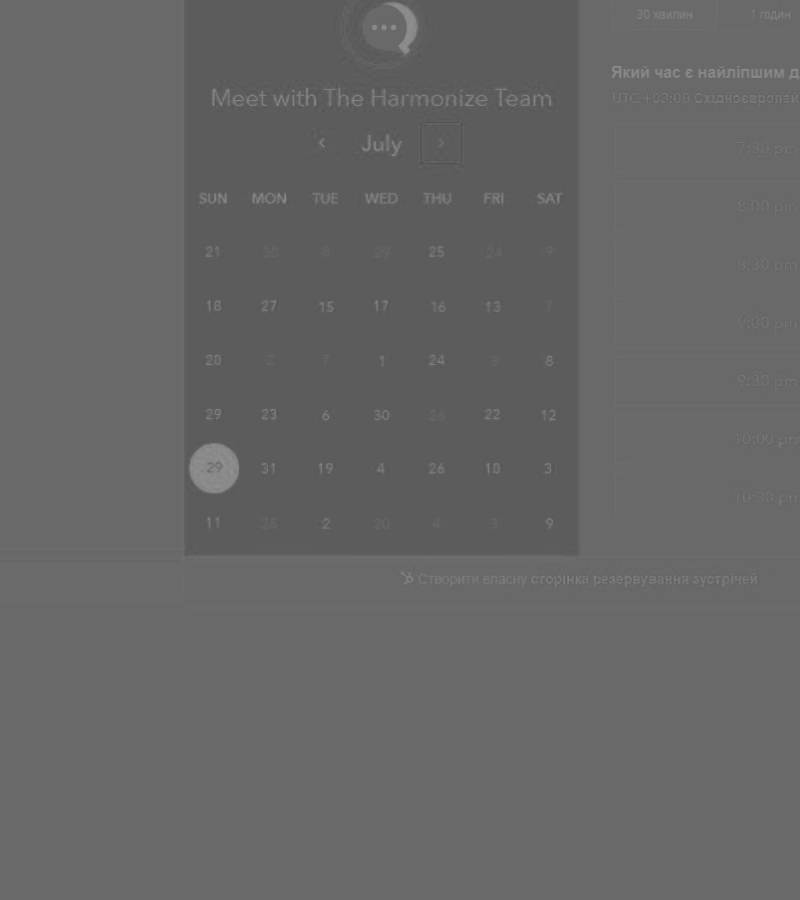 30 хвилин 1 годин
Який час є найліпшим д
UTC +03:00 Східноєвропей
Meet with The Harmonize Team
July
7:30 pm
SUN MON TUE WED THU FRI SAT
8:00 pm
21 30 8 29 25 24 9
8:30 pm
18 27 15 17 16 13 7
9:00 pm
20 2 7 1 24 3 8
9:30 pm
29 23 6 30 26 22 12
10:00 pm
29 31 19 4 26 10 3
10:30 pm
11 28 2 20 4 3 9
Створити власну сторінка резервування зустрічей